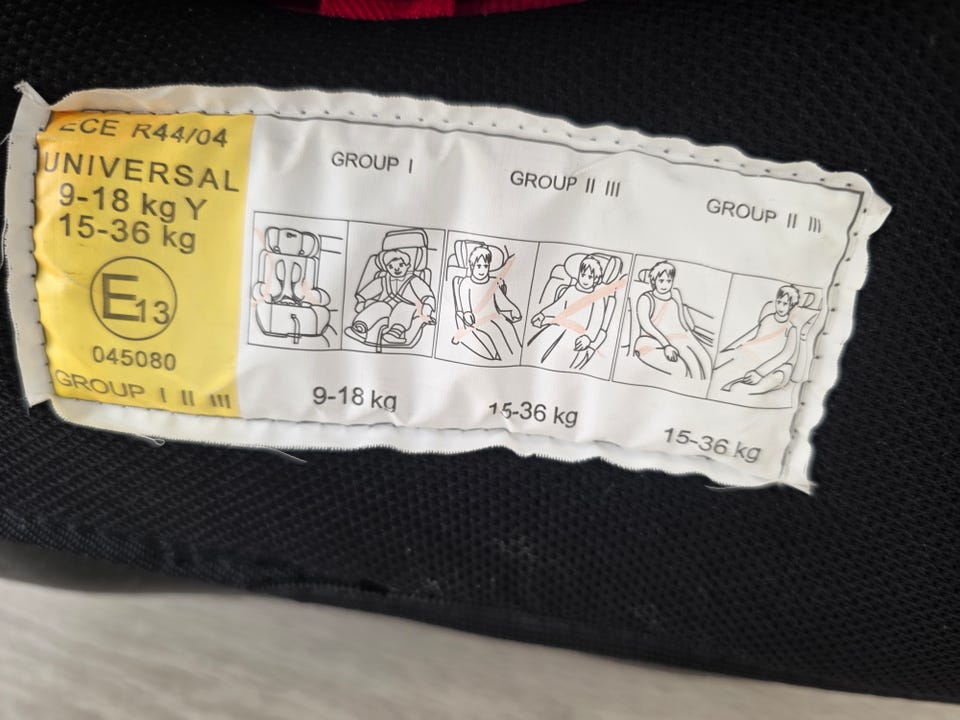 ECE R44/04
UNIVERSAL
9-18 kg Y
15-36 kg
E13
045080
GROUP I II III
GROUP I
GROUP II III
GROUP II III
9-18 kg
15-36 kg
15-36 kg